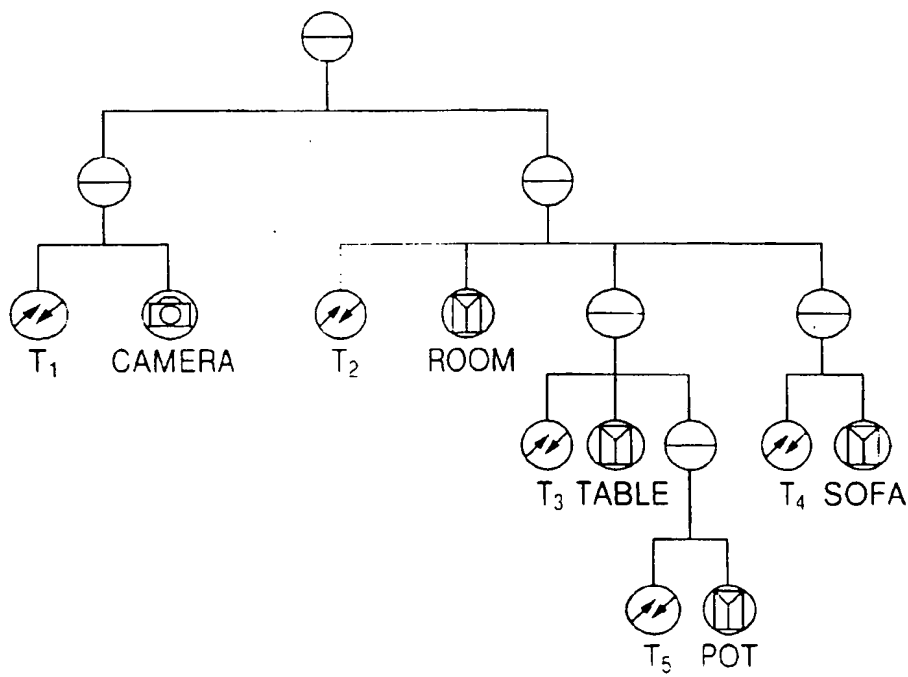 T₁ CAMERA T₂ ROOM
T₃ TABLE T₄ SOFA
T₅ POT